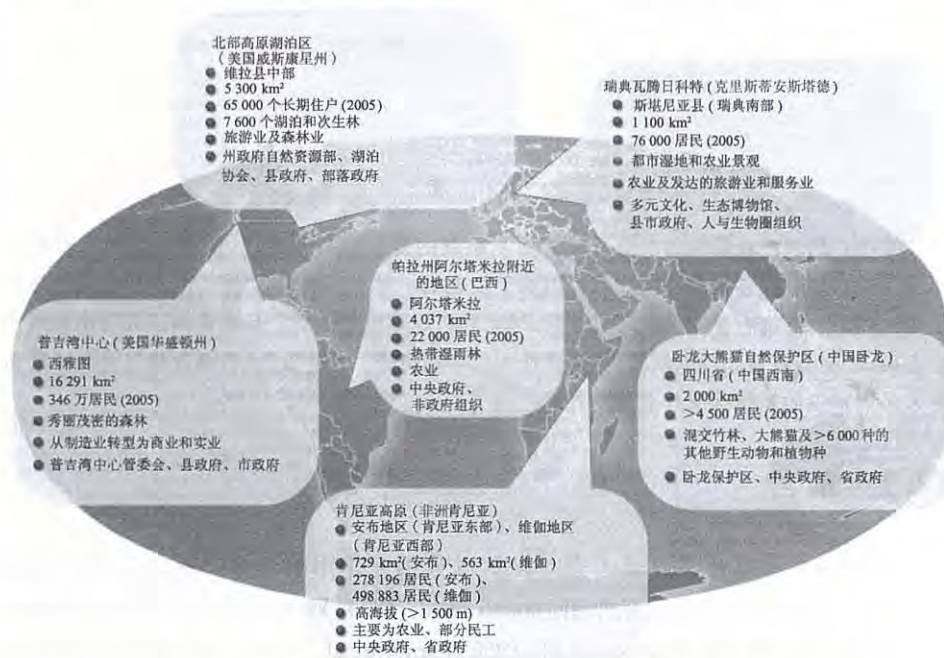 北部高原湖泊区
（美国威斯康星州）
● 维拉县中部
● 5 300 km²
● 65 000 个长期住户 (2005)
● 7 600 个湖泊和次生林
● 旅游业及森林业
● 州政府自然资源部、湖泊
协会、县政府、部落政府
瑞典瓦腾日科特 (克里斯蒂安斯塔德)
● 斯堪尼亚县（瑞典南部）
● 1 100 km²
● 76 000 居民 (2005)
● 都市湿地和农业景观
● 农业及发达的旅游业和服务业
● 多元文化、生态博物馆、
县市政府、人与生物圈组织
帕拉州阿尔塔米拉附近
的地区 (巴西)
● 阿尔塔米拉
● 4 037 km²
● 22 000 居民 (2005)
● 热带湿雨林
● 农业
● 中央政府、
非政府组织
普吉湾中心 (美国华盛顿州)
● 西雅图
● 16 291 km²
● 346 万居民 (2005)
● 秀丽茂密的森林
● 从制造业转型为商业和实业
● 普吉湾中心管委会、县政府、市政府
卧龙大熊猫自然保护区 (中国卧龙)
● 四川省 (中国西南)
● 2 000 km²
● >4 500 居民 (2005)
● 混交竹林、大熊猫及>6 000 种的
其他野生动物和植物种
● 卧龙保护区、中央政府、省政府
肯尼亚高原 (非洲肯尼亚)
● 安布地区 (肯尼亚东部)、维伽地区
(肯尼亚西部)
● 729 km² (安布)、563 km² (维伽)
● 278 196 居民 (安布)、
498 883 居民 (维伽)
● 高海拔 (>1 500 m)
● 主要为农业、部分民工
● 中央政府、省政府